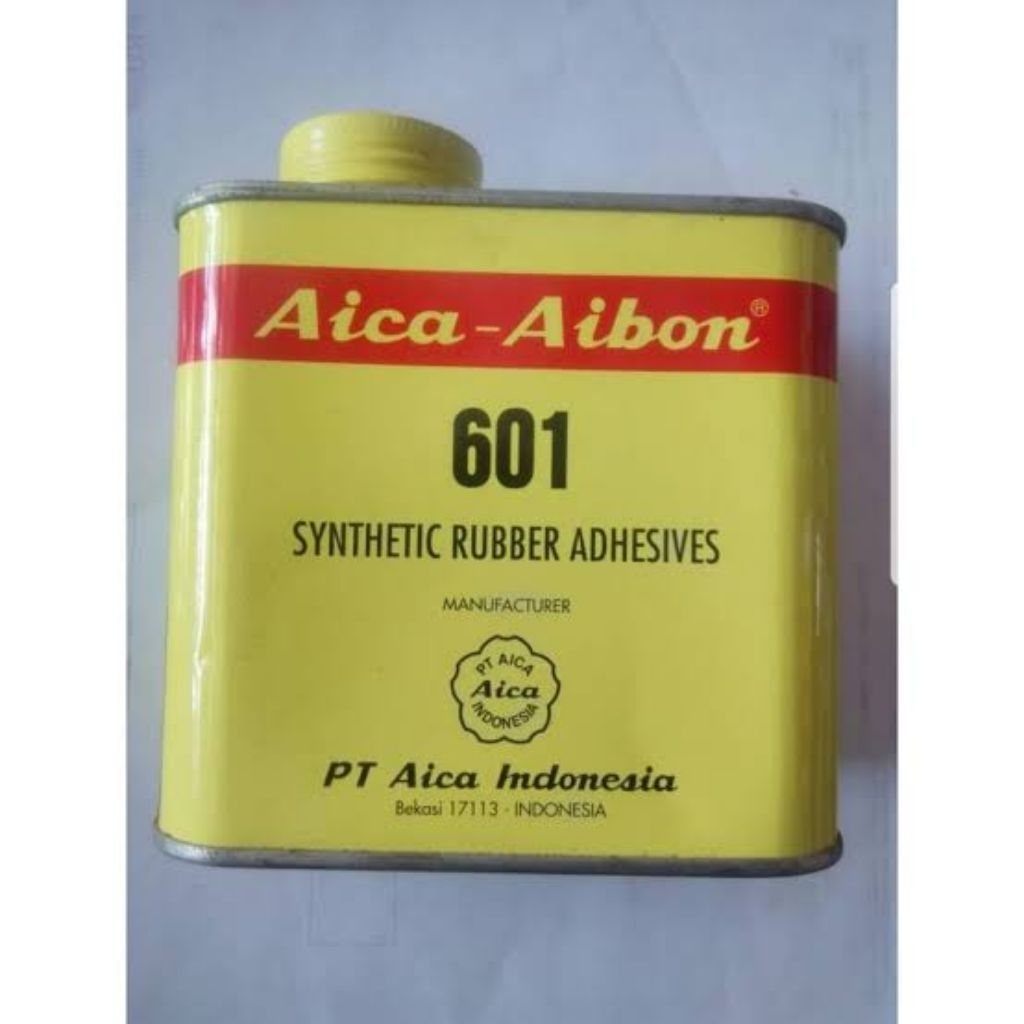 Aica-Aibon®
601
SYNTHETIC RUBBER ADHESIVES
MANUFACTURER
PT AICA
Aica
INDONESIA
PT Aica Indonesia
Bekasi 17113 - INDONESIA